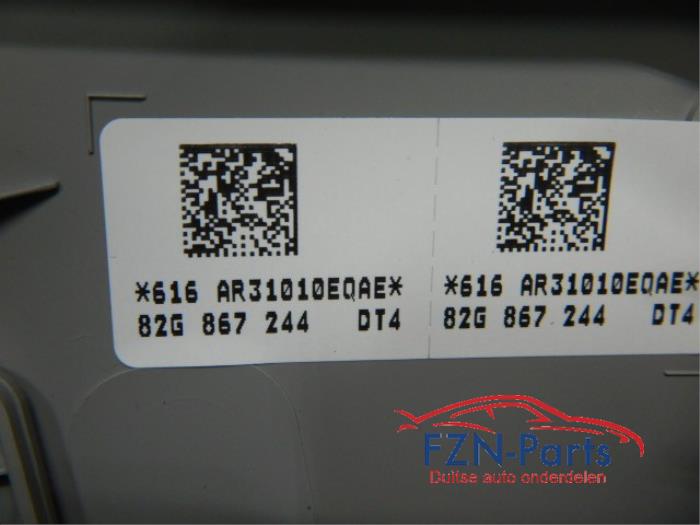 *616 AR31010EQAE*
82G 867 244 DT4
*616 AR31010EQAE*
82G 867 244 DT4
FZN-Parts
Duitse auto onderdelen